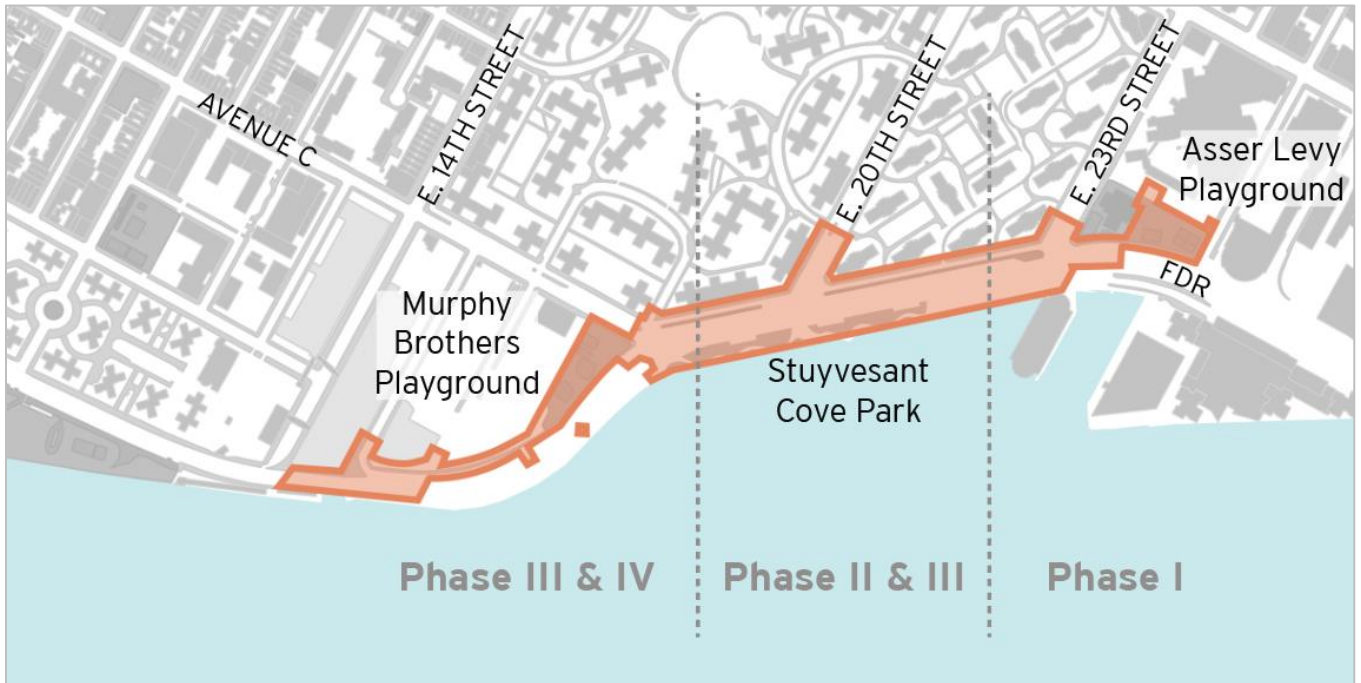 AVENUE C
E. 14TH STREET
E. 20TH STREET
E. 23RD STREET
Asser Levy
Playground
FDR
Murphy
Brothers
Playground
Stuyvesant
Cove Park
Phase III & IV
Phase II & III
Phase I